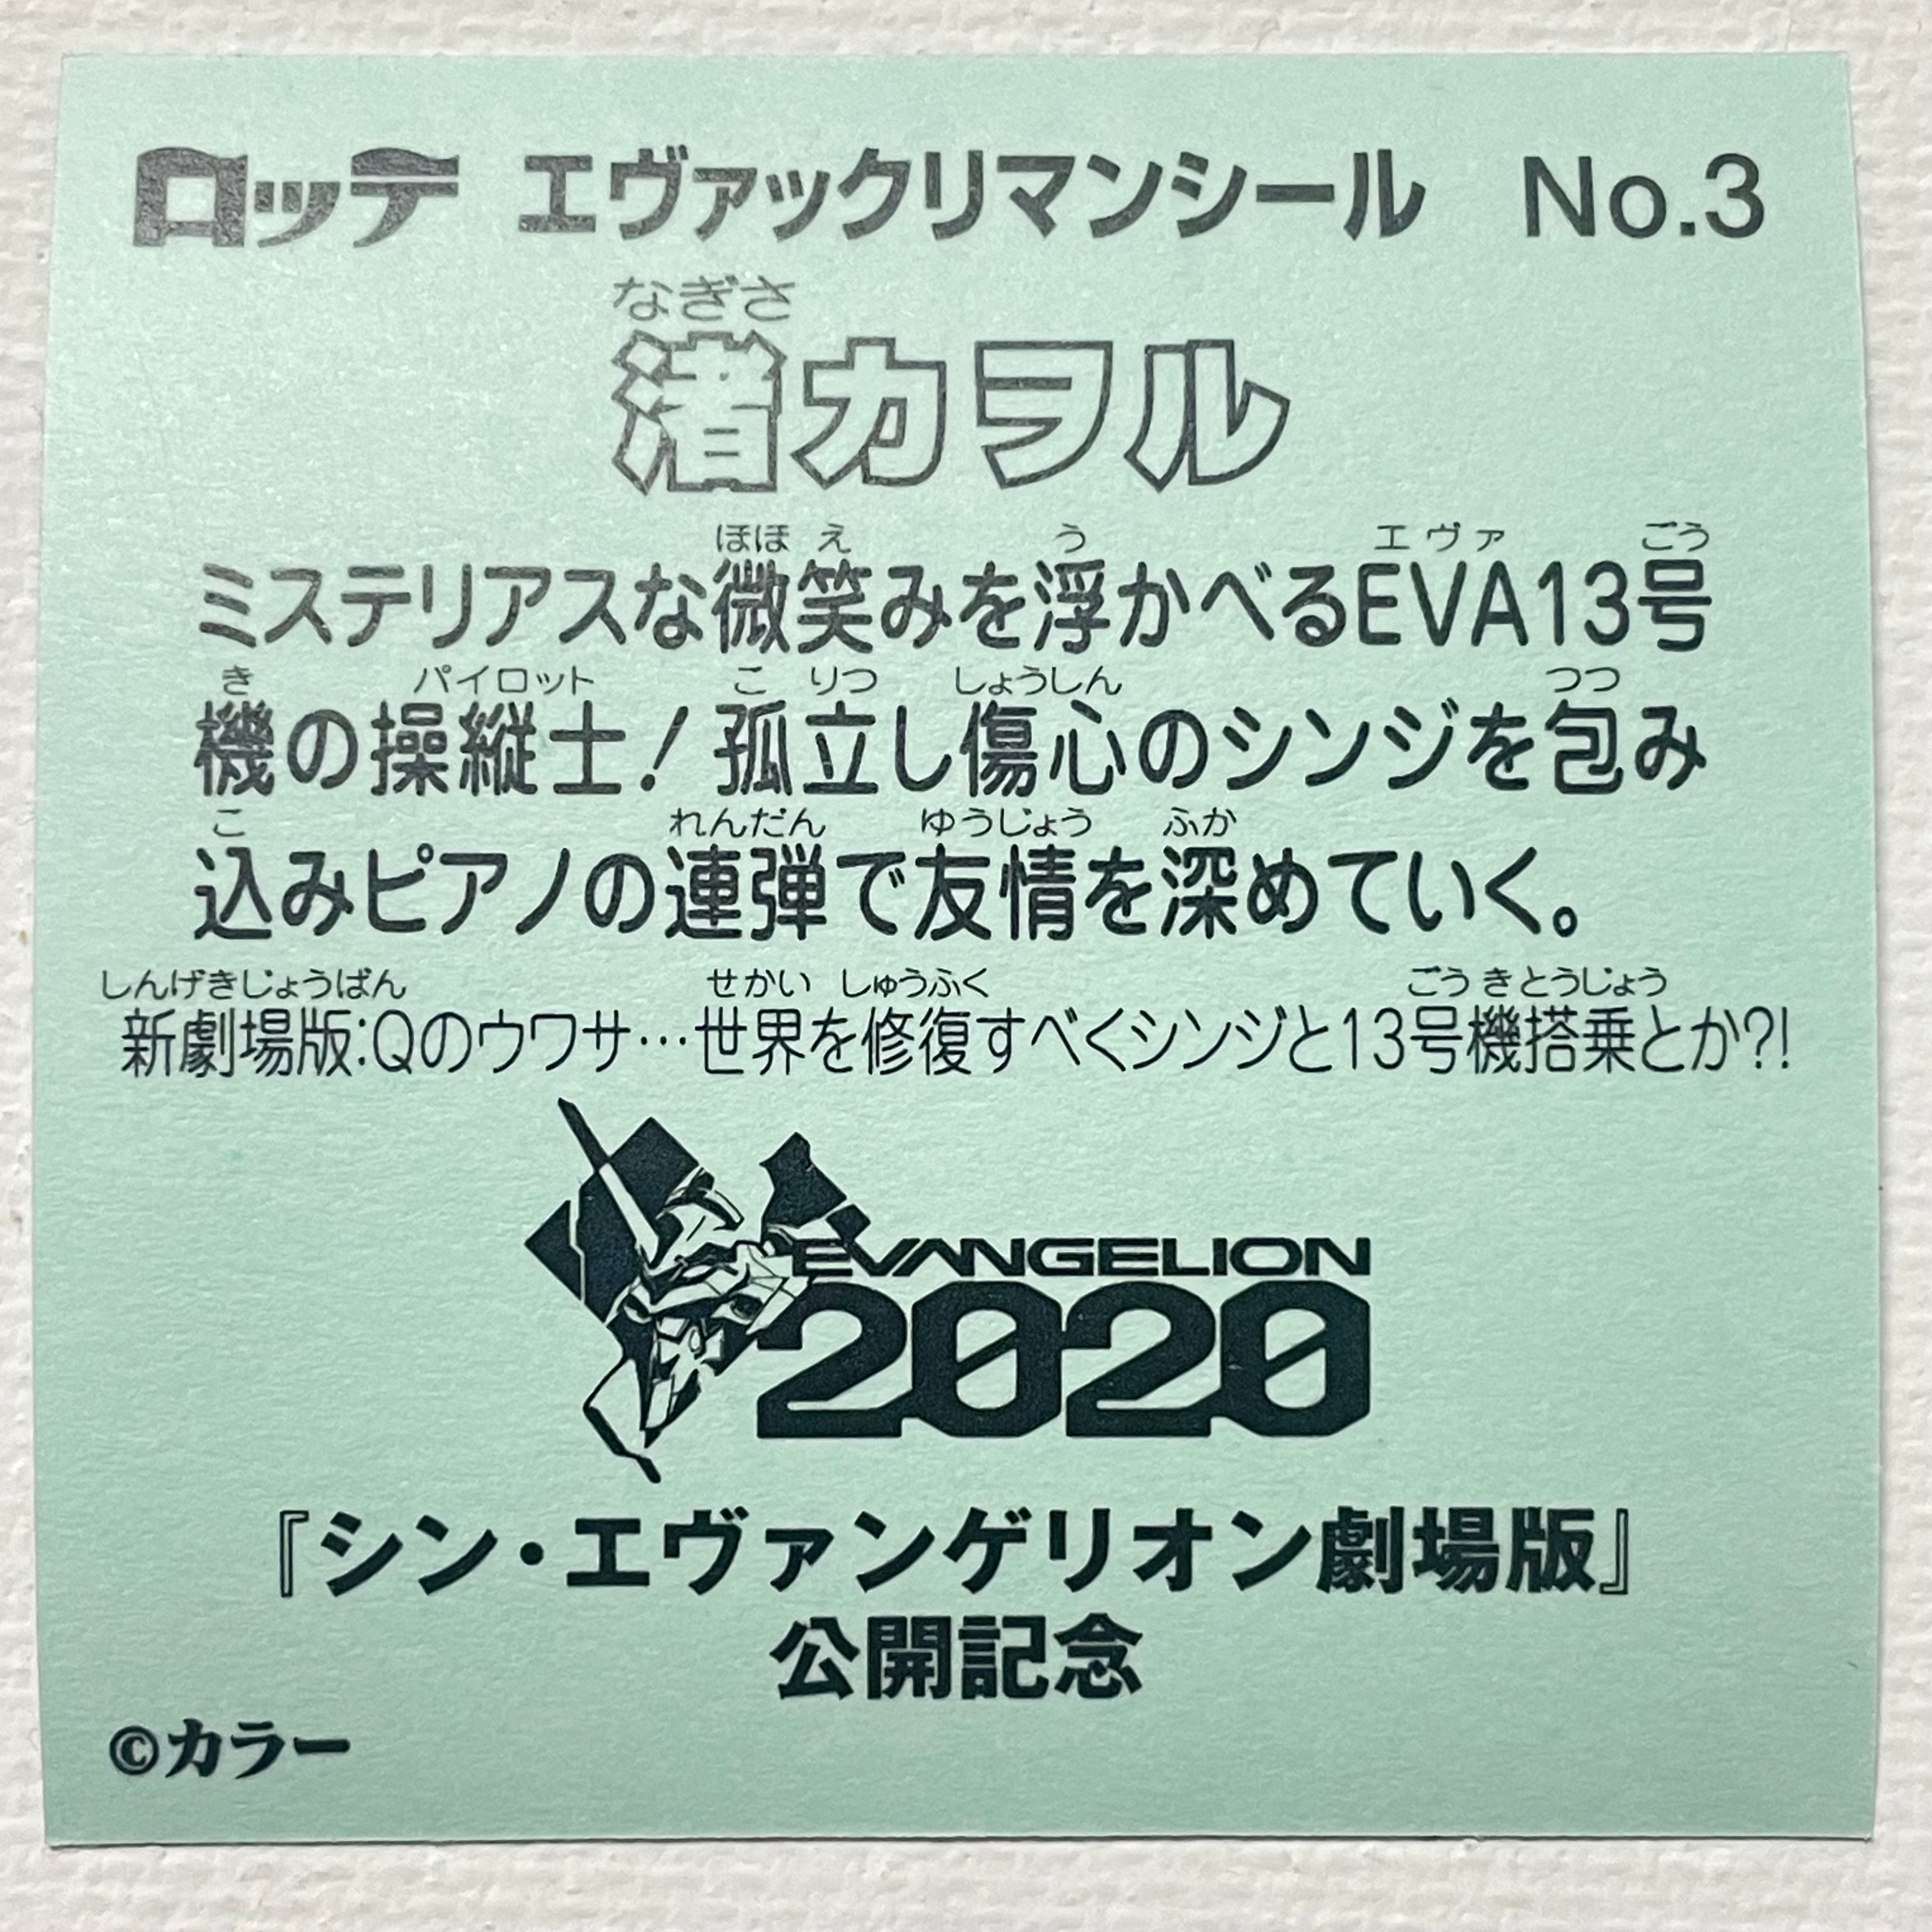 ロッテ エヴァックリマンシール No.3
なぎさ
渚カヲル
ほほ え う エヴァ ごう
ミステリアスな微笑みを浮かべるEVA13号
き パイロット こ りつ しょうしん つつ
機の操縦士！孤立し傷心のシンジを包み
こ れんだん ゆうじょう ふか
込みピアノの連弾で友情を深めていく。
しんげきじょうばん せかい しゅうふく ごう きとうじょう
新劇場版:Qのウワサ…世界を修復すべくシンジと13号機搭乗とか?!
EVANGELION
2020
『シン・エヴァンゲリオン劇場版』
公開記念
©カラー